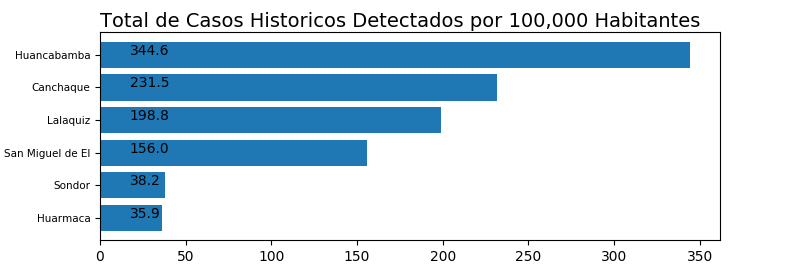 Total de Casos Historicos Detectados por 100,000 Habitantes
Huancabamba 344.6
Canchaque 231.5
Lalaquiz 198.8
San Miguel de El 156.0
Sondor 38.2
Huarmaca 35.9
0 50 100 150 200 250 300 350